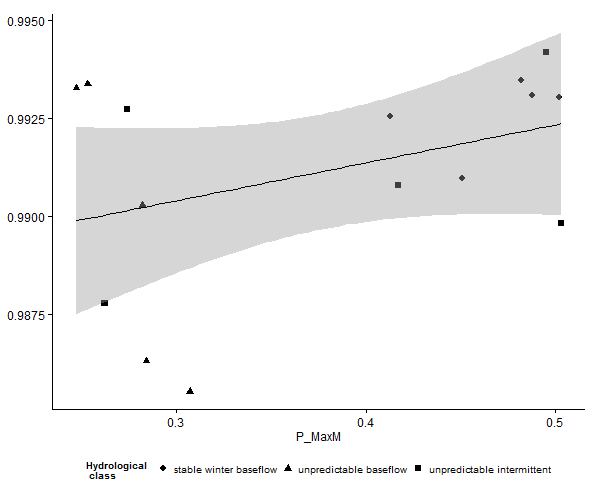 0.9950
0.9925
0.9900
0.9875
0.3 0.4 0.5
P_MaxM
Hydrological
class
stable winter baseflow unpredictable baseflow unpredictable intermittent